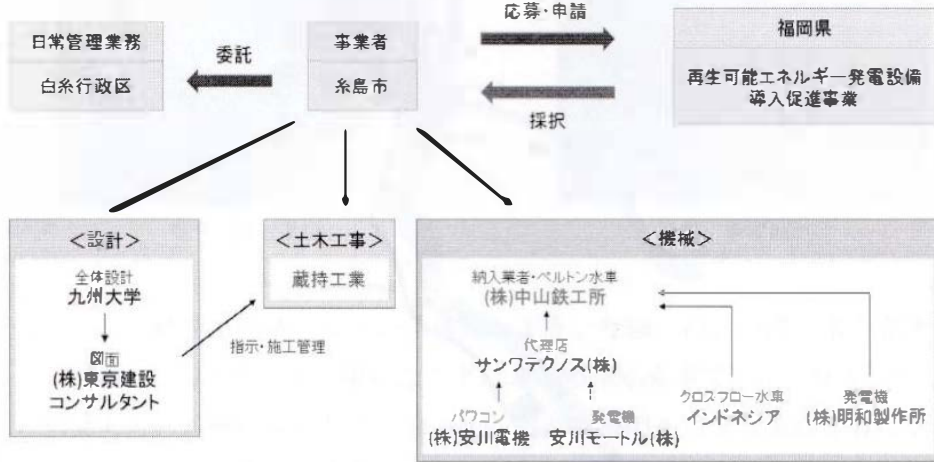 応募・申請
日常管理業務
白糸行政区
委託
事業者
糸島市
採択
福岡県
再生可能エネルギー発電設備
導入促進事業
<設計>
全体設計
九州大学
図面
(株)東京建設
コンサルタント
指示・施工管理
<土木工事>
蔵持工業
<機械>
納入業者・ペルトン水車
(株)中山鉄工所
代理店
サンワテクノス(株)
パワコン
(株)安川電機
発電機
安川モートル(株)
クロスフロー水車
インドネシア
発電機
(株)明和製作所